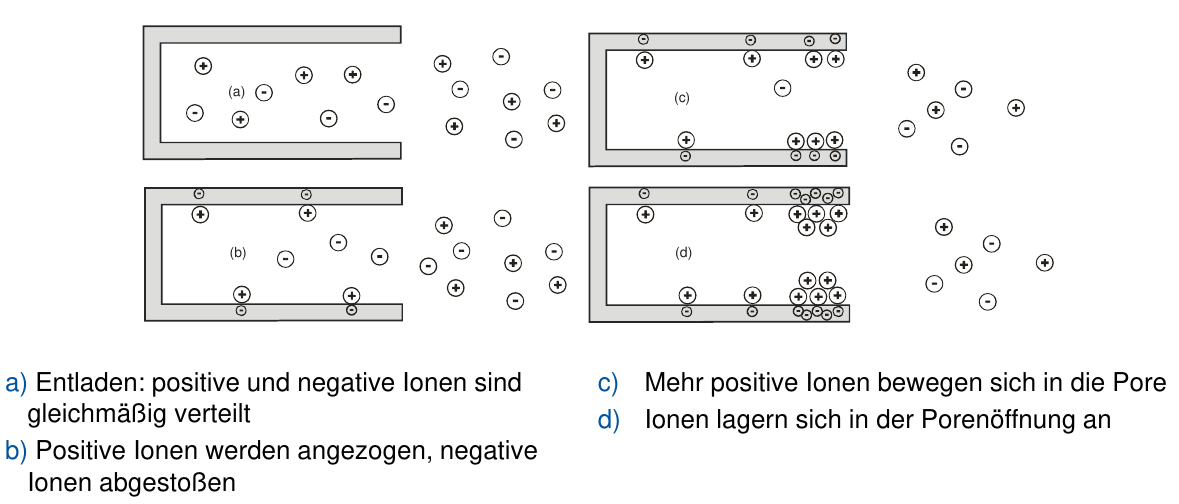 (a)
(c)
(b)
(d)
a) Entladen: positive und negative Ionen sind
gleichmäßig verteilt
b) Positive Ionen werden angezogen, negative
Ionen abgestoßen
c) Mehr positive Ionen bewegen sich in die Pore
d) Ionen lagern sich in der Porenöffnung an